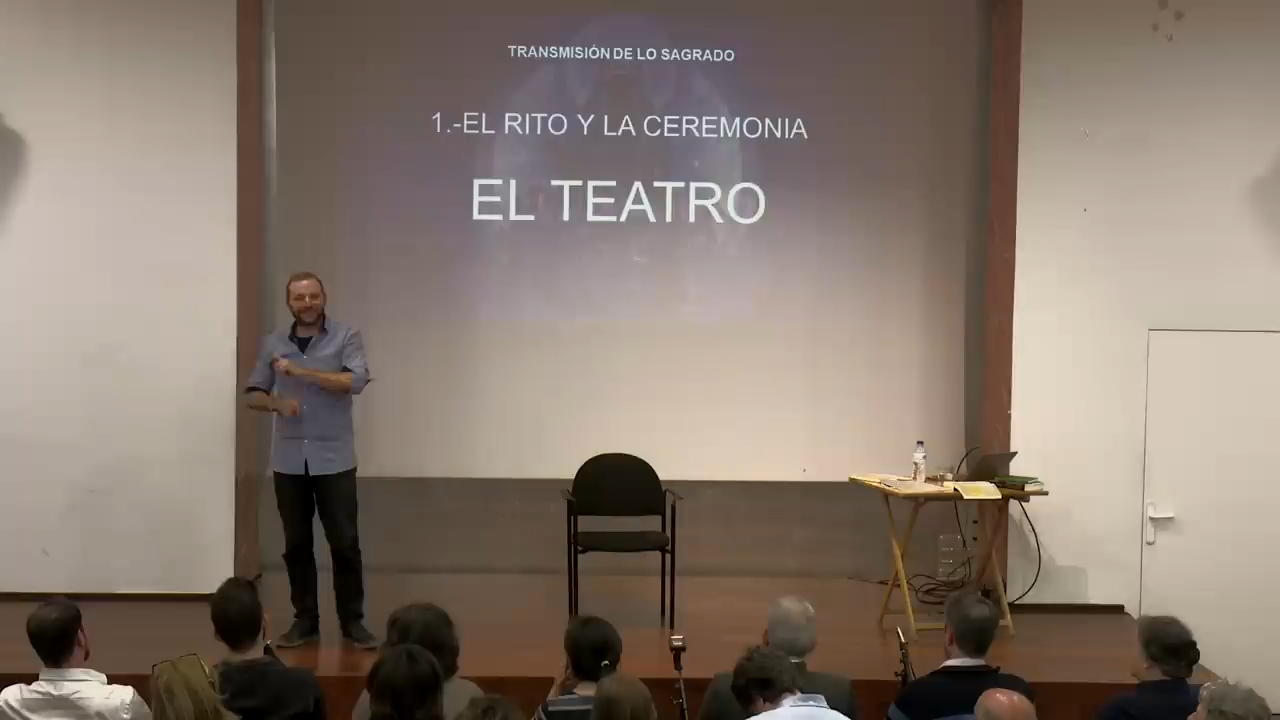 TRANSMISIÓN DE LO SAGRADO
1.-EL RITO Y LA CEREMONIA
EL TEATRO